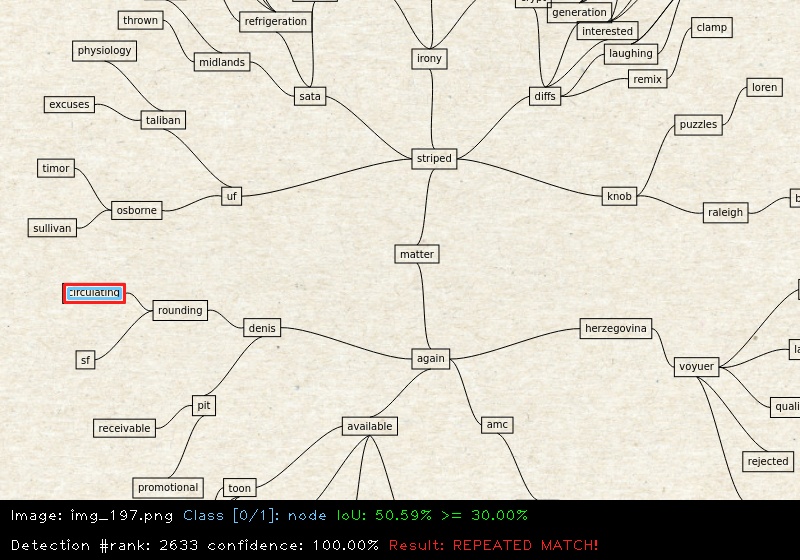 thrown
refrigeration
generation
interested
clamp
physiology
midlands
irony
laughing
remix
loren
excuses
taliban
sata
diffs
puzzles
timor
striped
osborne
uf
knob
raleigh
sullivan
matter
circulating
rounding
denis
herzegovina
sf
again
voyuer
pit
receivable
available
amc
rejected
promotional
toon
Image: img_197.png Class [0/1]: node IoU: 50.59% >= 30.00%
Detection #rank: 2633 confidence: 100.00% Result: REPEATED MATCH!